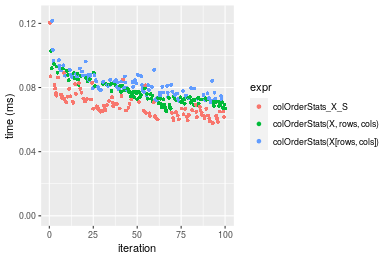 0.12
0.08
0.04
0.00
time (ms)
0
25
50
75
100
iteration
expr
colOrderStats_X_S
colOrderStats(X, rows, cols)
colOrderStats(X[rows, cols])